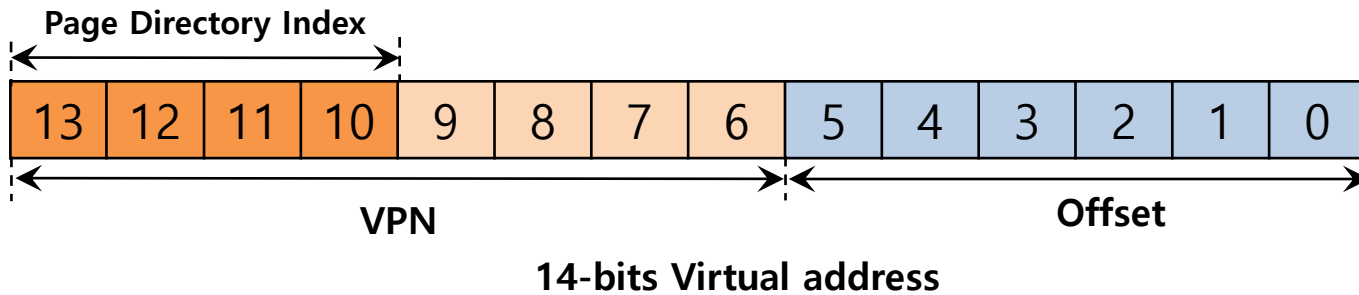 Page Directory Index
13 12 11 10 9 8 7 6 5 4 3 2 1 0
VPN
Offset
14-bits Virtual address